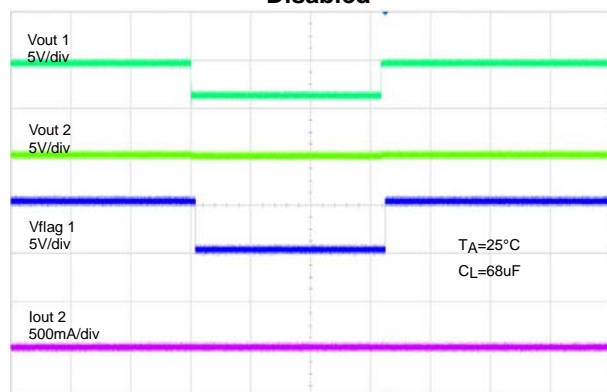 Disabled
Vout 1
5V/div
Vout 2
5V/div
Vflag 1
5V/div
TA=25°C
CL=68uF
Iout 2
500mA/div